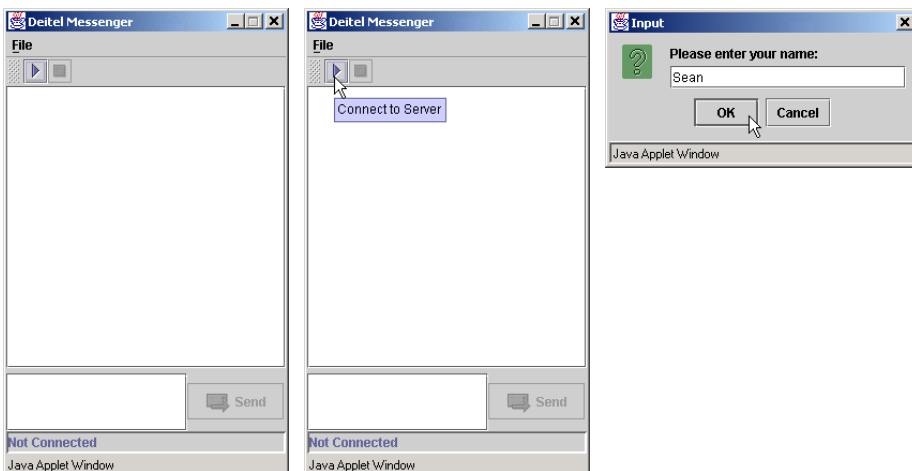 Deitel Messenger
File
Send
Not Connected
Java Applet Window
Deitel Messenger
File
Connect to Server
Send
Not Connected
Java Applet Window
Input
Please enter your name:
Sean
OK Cancel
Java Applet Window